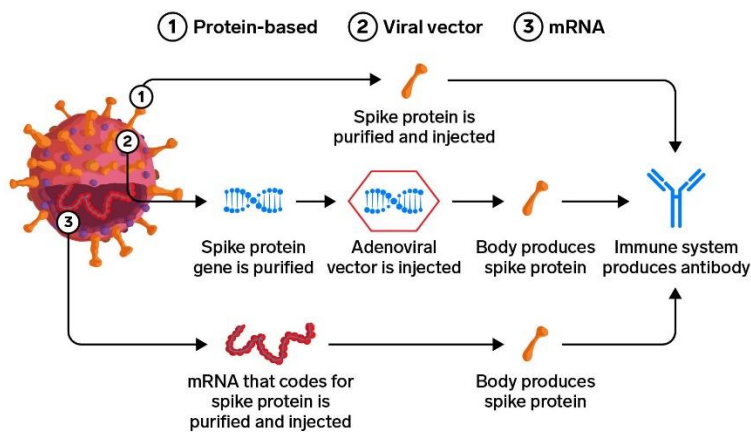 1 Protein-based 2 Viral vector 3 mRNA
1
2
3
Spike protein is
purified and injected
Spike protein
gene is purified
Adenoviral
vector is injected
Body produces
spike protein
Immune system
produces antibody
mRNA that codes for
spike protein is
purified and injected
Body produces
spike protein